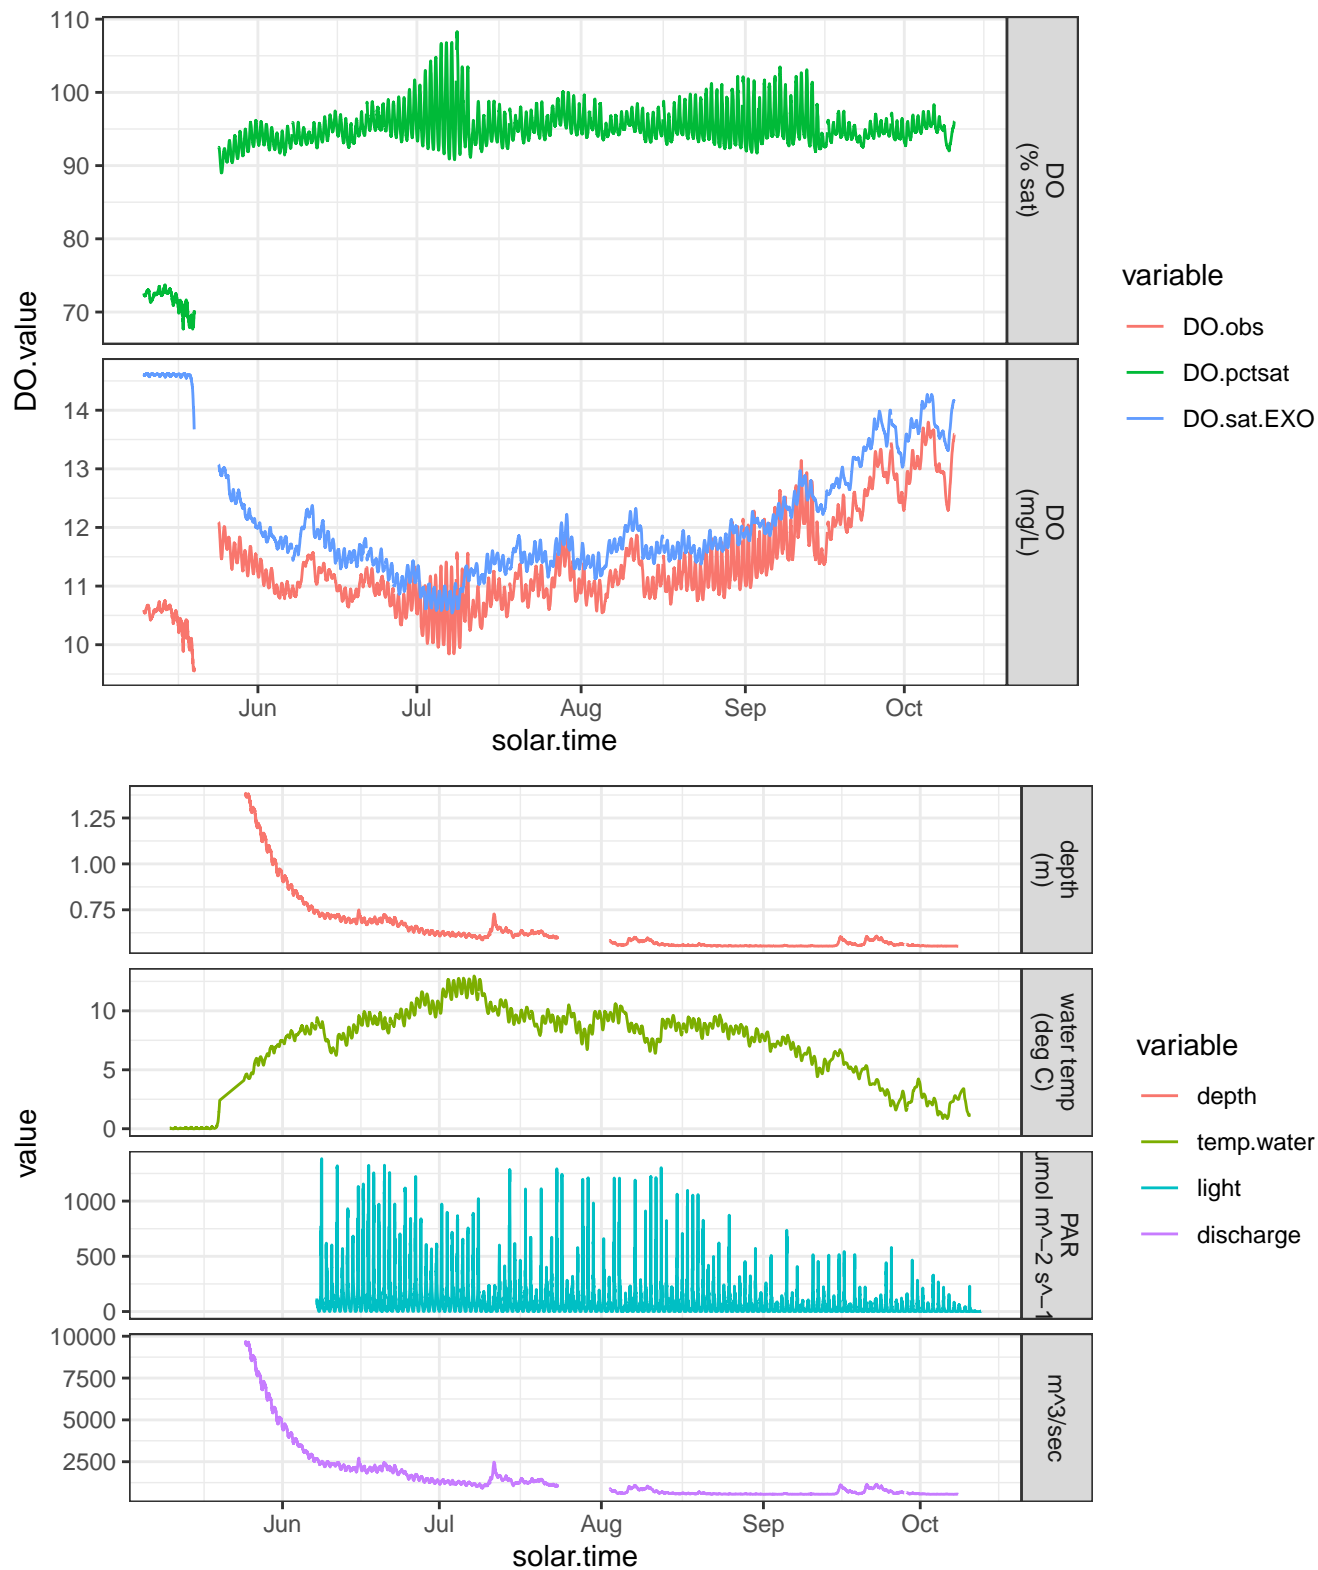 110
100
90
80
70
DO
(% sat)
14
13
12
11
10
DO
(mg/L)
DO.value
Jun
Jul
Aug
Sep
Oct
solar.time
variable
DO.obs
DO.pctsat
DO.sat.EXO
1.25
1.00
0.75
depth
(m)
10
5
0
water temp
(deg C)
1000
500
0
PAR
umol m^−2 s^−1
10000
7500
5000
2500
m^3/sec
value
Jun
Jul
Aug
Sep
Oct
solar.time
variable
depth
temp.water
light
discharge